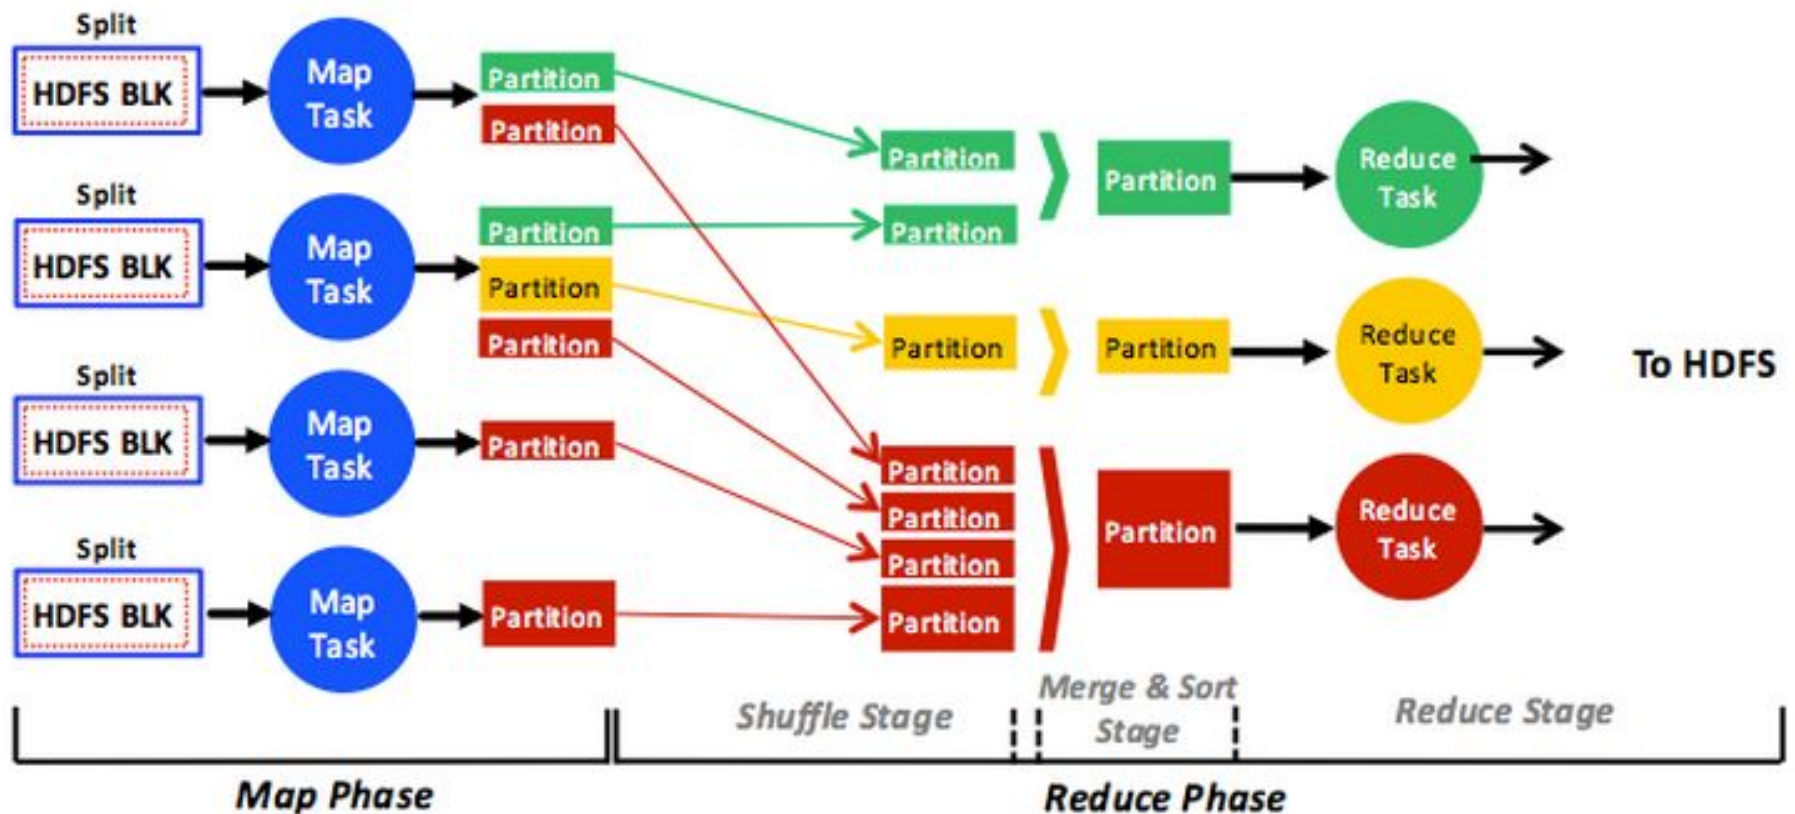 Split
HDFS BLK
Map
Task
Partition
Partition
Split
HDFS BLK
Map
Task
Partition
Partition
Partition
Split
HDFS BLK
Map
Task
Partition
Split
HDFS BLK
Map
Task
Partition
Partition
Partition
Partition
Partition
Partition
Partition
Partition
Partition
Partition
Partition
Reduce
Task
Reduce
Task
Reduce
Task
To HDFS
Shuffle Stage
Merge & Sort
Stage
Reduce Stage
Map Phase
Reduce Phase